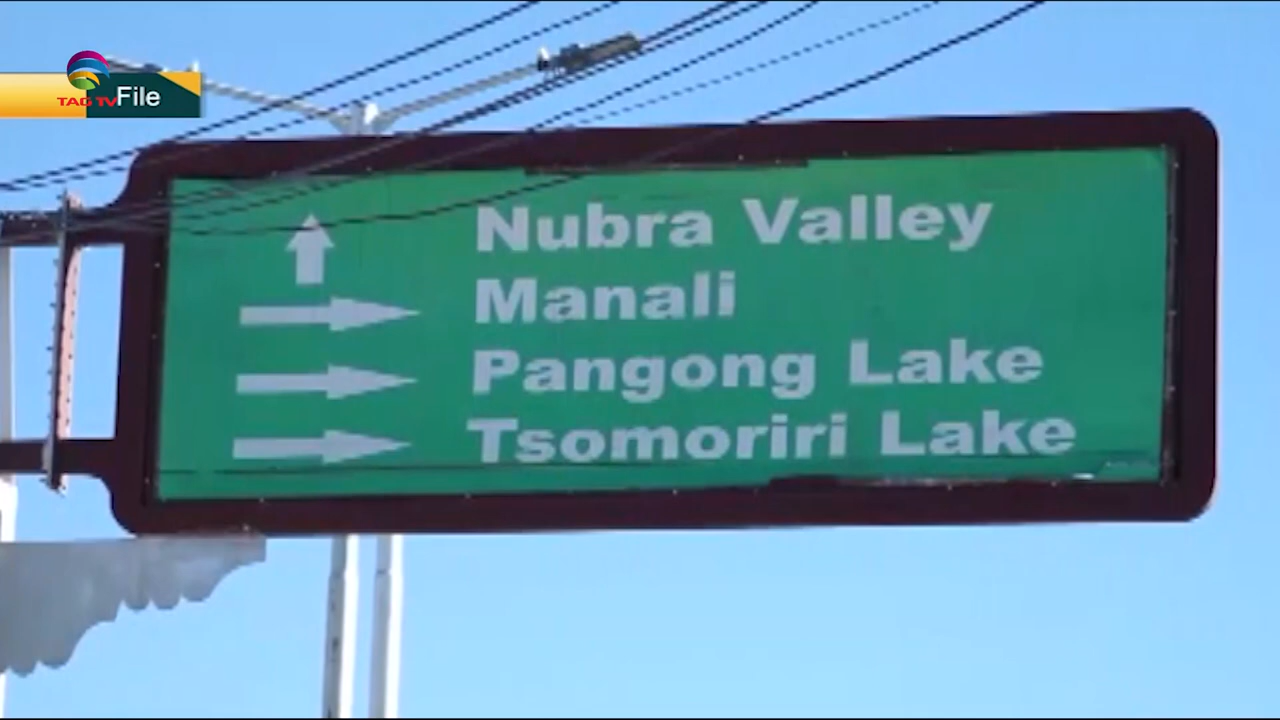 TAG TV File
Nubra Valley
Manali
Pangong Lake
Tsomoriri Lake